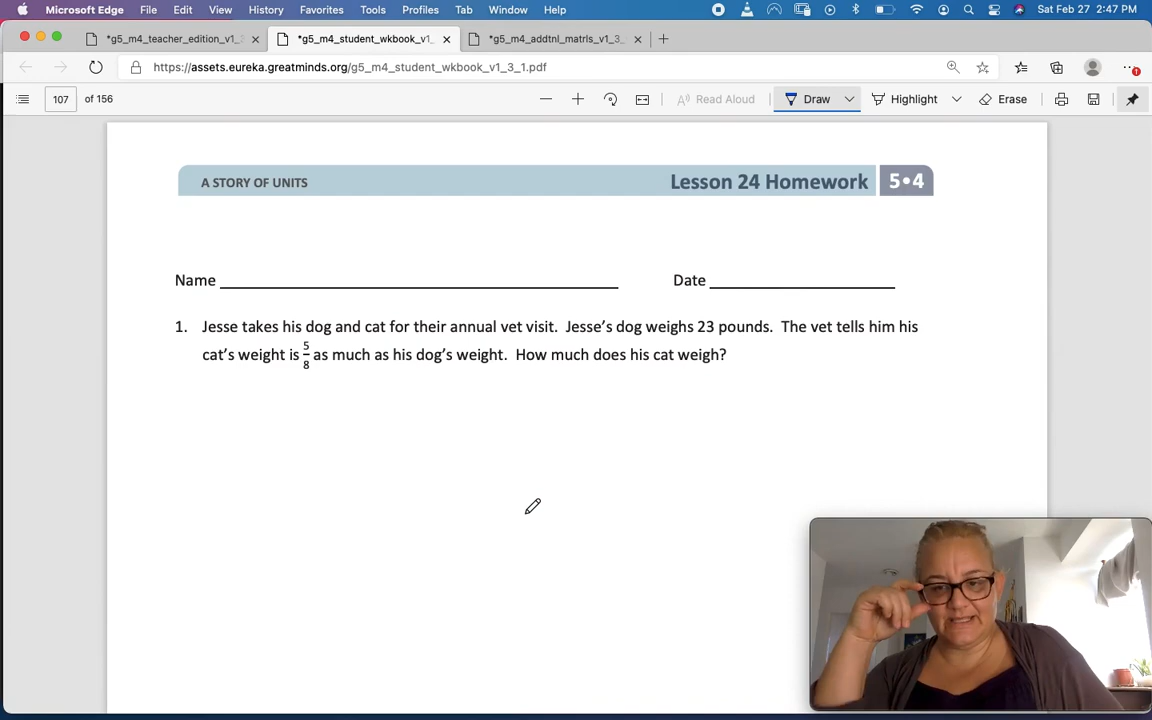 Microsoft Edge File Edit View History Favorites Tools Profiles Tab Window Help Sat Feb 27 2:47 PM
*g5_m4_teacher_edition_v1_ *g5_m4_student_wkbook_v1_ *g5_m4_addtnl_matrls_v1_3_
https://assets.eureka.greatminds.org/g5_m4_student_wkbook_v1_3_1.pdf
107 of 156 Read Aloud Draw Highlight Erase
A STORY OF UNITS Lesson 24 Homework 5•4
Name Date
1. Jesse takes his dog and cat for their annual vet visit. Jesse's dog weighs 23 pounds. The vet tells him his
cat's weight is 5/8 as much as his dog's weight. How much does his cat weigh?